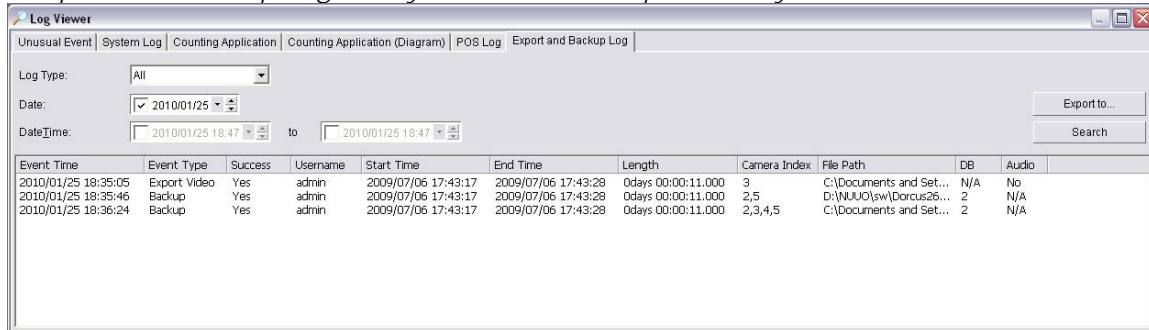 Log Viewer
Unusual Event System Log Counting Application Counting Application (Diagram) POS Log Export and Backup Log
Log Type: All
Date: 2010/01/25
Export to...
DateTime: 2010/01/25 18:47 to 2010/01/25 18:47
Search
Event Time Event Type Success Username Start Time End Time Length Camera Index File Path DB Audio
2010/01/25 18:35:05 Export Video Yes admin 2009/07/06 17:43:17 2009/07/06 17:43:28 0days 00:00:11.000 3 C:\Documents and Set... N/A No
2010/01/25 18:35:46 Backup Yes admin 2009/07/06 17:43:17 2009/07/06 17:43:28 0days 00:00:11.000 2,5 D:\NUUO\sw\Dorcus26... 2 N/A
2010/01/25 18:36:24 Backup Yes admin 2009/07/06 17:43:17 2009/07/06 17:43:28 0days 00:00:11.000 2,3,4,5 C:\Documents and Set... 2 N/A